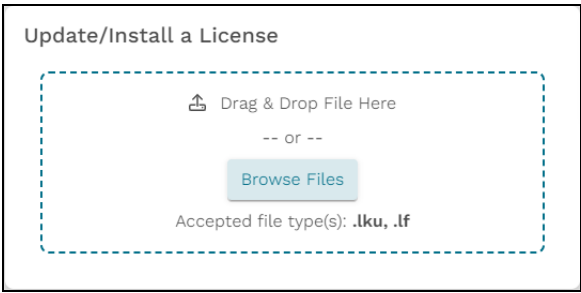 Update/Install a License
Drag & Drop File Here
-- or --
Browse Files
Accepted file type(s): .lku, .lf